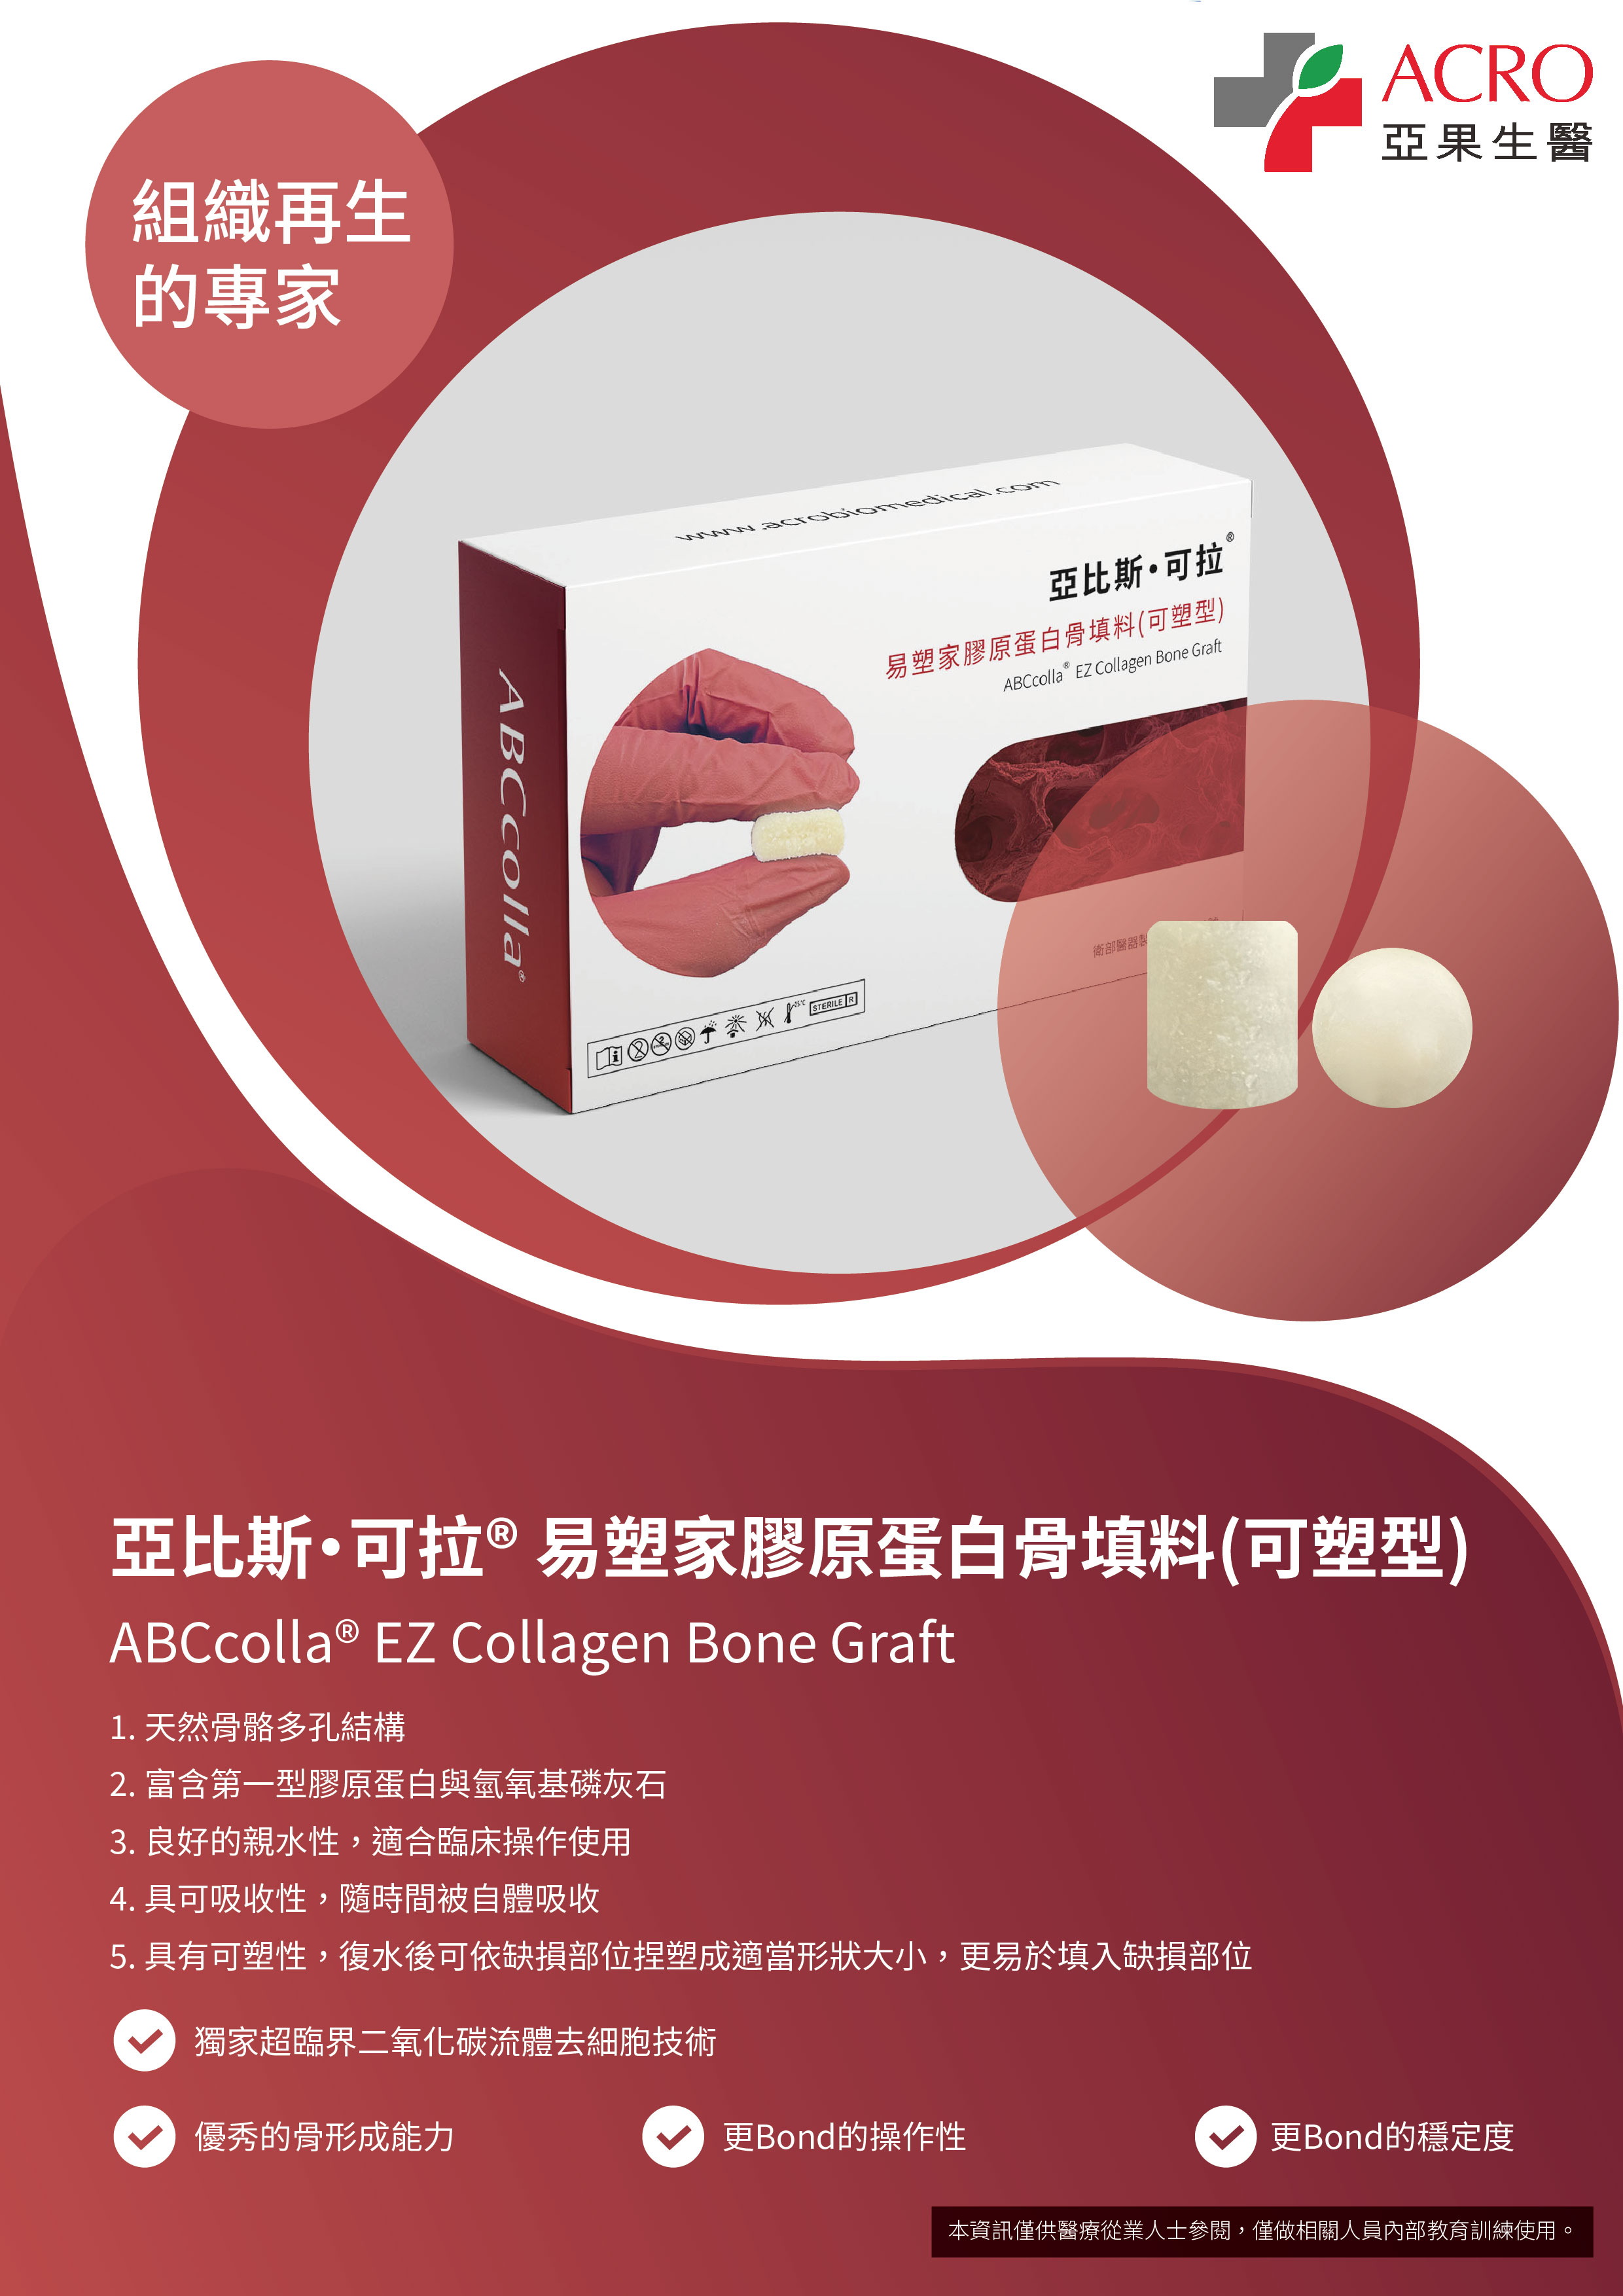 ACRO
亞果生醫
組織再生
的專家
www.acrobiomedical.com
亞比斯•可拉®
易塑家膠原蛋白骨填料(可塑型)
ABCcolla® EZ Collagen Bone Graft
ABCcolla®
衛部醫器製
STERILE R
亞比斯•可拉® 易塑家膠原蛋白骨填料(可塑型)
ABCcolla® EZ Collagen Bone Graft
1. 天然骨骼多孔結構
2. 富含第一型膠原蛋白與氫氧基磷灰石
3. 良好的親水性，適合臨床操作使用
4. 具可吸收性，隨時間被自體吸收
5. 具有可塑性，復水後可依缺損部位捏塑成適當形狀大小，更易於填入缺損部位
獨家超臨界二氧化碳流體去細胞技術
優秀的骨形成能力
更Bond的操作性
更Bond的穩定度
本資訊僅供醫療從業人士參閱，僅做相關人員內部教育訓練使用。